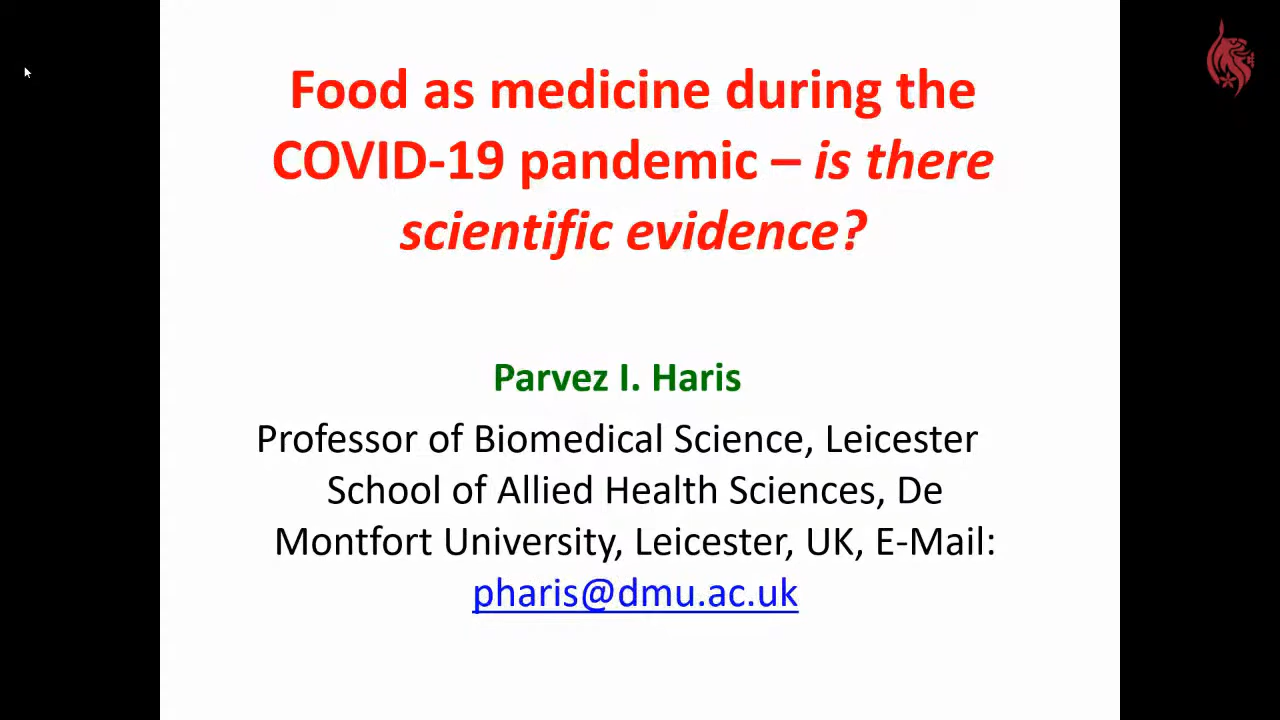 Food as medicine during the
COVID-19 pandemic – is there
scientific evidence?
Parvez I. Haris
Professor of Biomedical Science, Leicester
School of Allied Health Sciences, De
Montfort University, Leicester, UK, E-Mail:
pharis@dmu.ac.uk